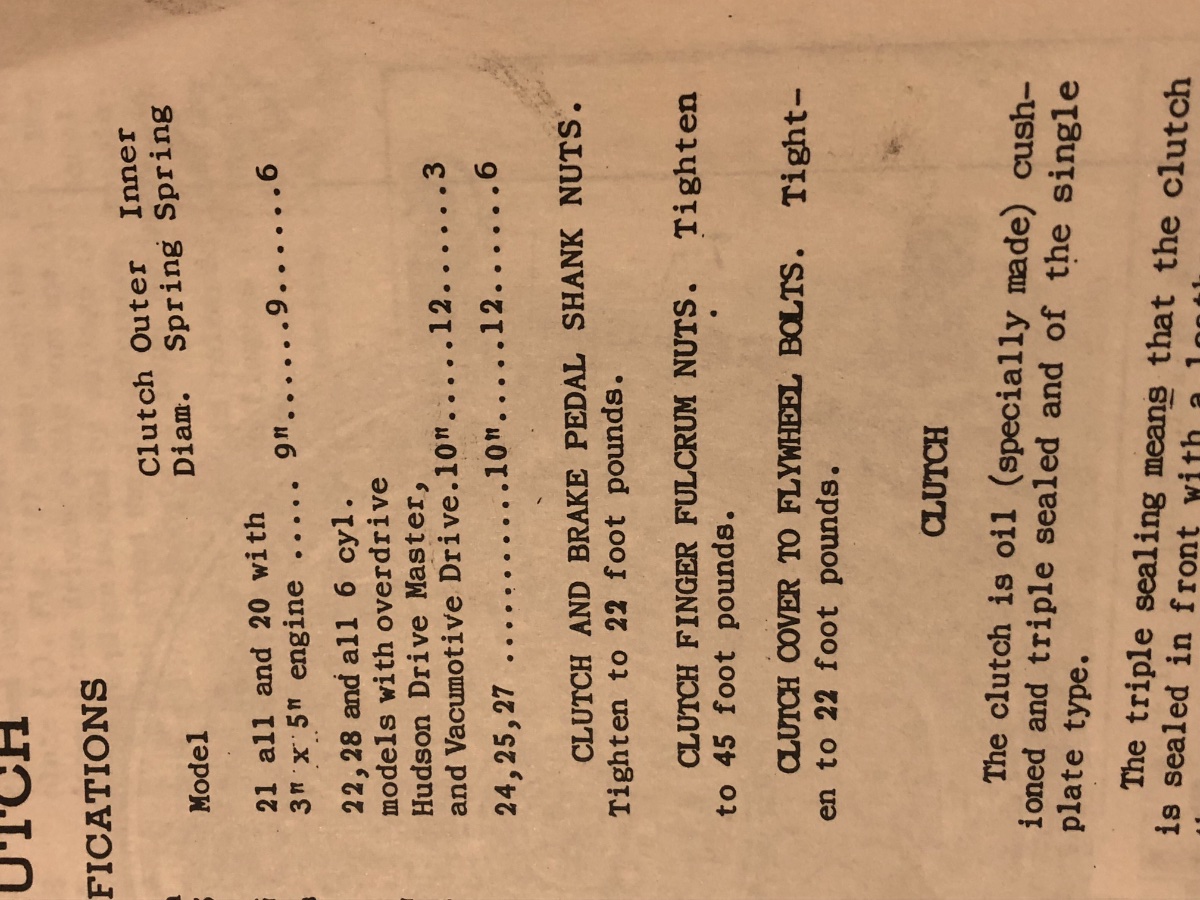 UTCH
FICATIONS
Clutch Outer Inner
Model Diam. Spring Spring
21 all and 20 with
3" x 5" engine .... 9".....9......6
22,28 and all 6 cyl.
models with overdrive
Hudson Drive Master,
and Vacumotive Drive.10".....12......3
24,25,27 ..........10".....12......6
CLUTCH AND BRAKE PEDAL SHANK NUTS.
Tighten to 22 foot pounds.
CLUTCH FINGER FULCRUM NUTS. Tighten
to 45 foot pounds.
CLUTCH COVER TO FLYWHEEL BOLTS. Tight-
en to 22 foot pounds.
CLUTCH
The clutch is oil (specially made) cush-
ioned and triple sealed and of the single
plate type.
The triple sealing means that the clutch
is sealed in front with a